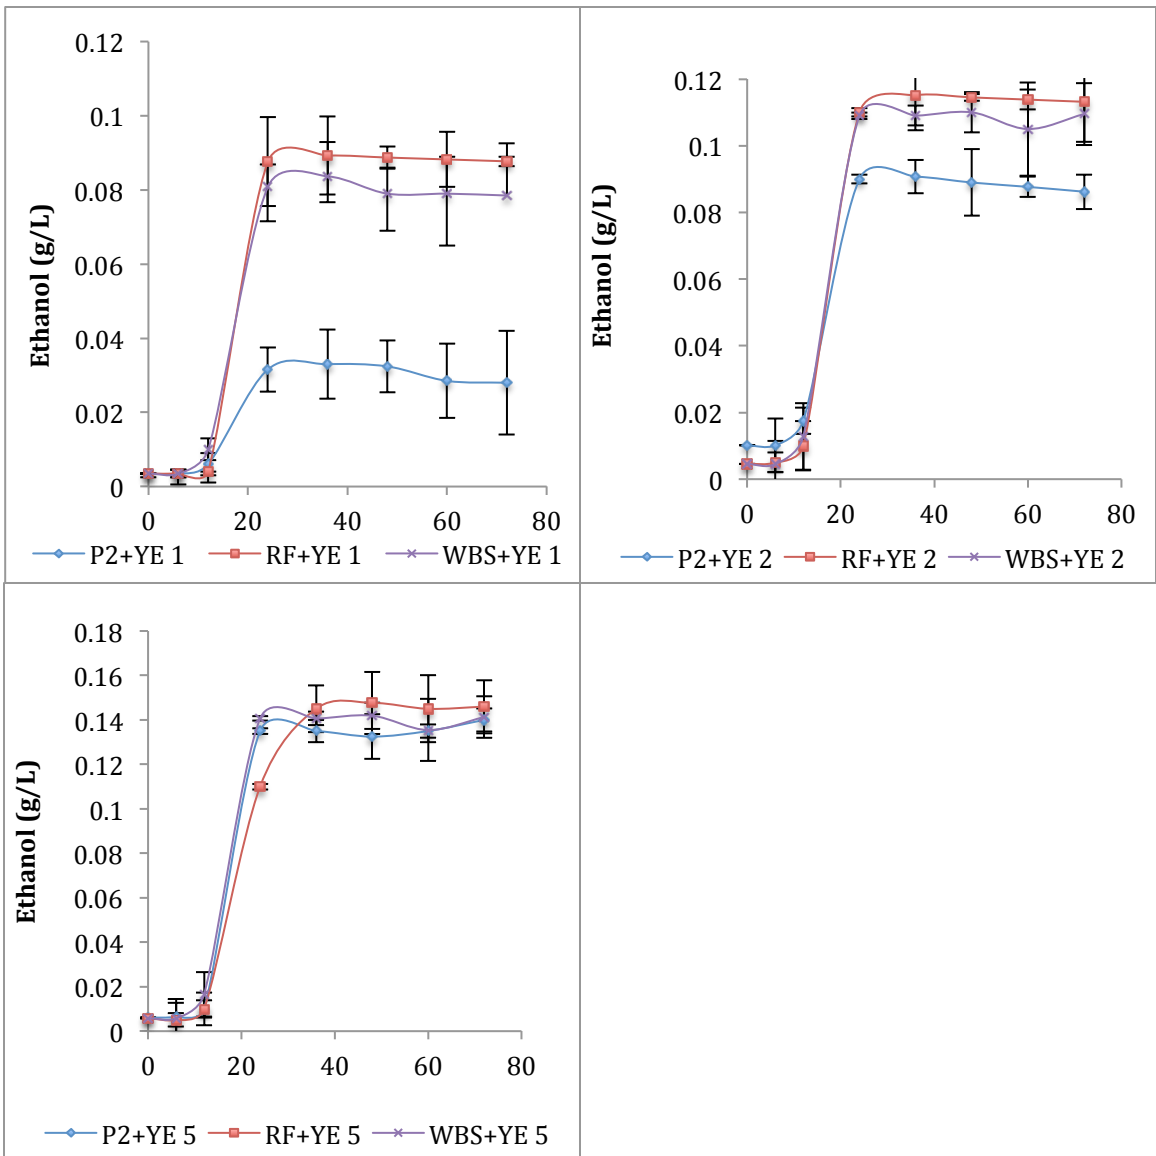 0.12
0.1
0.08
0.06
0.04
0.02
0
Ethanol (g/L)
0 20 40 60 80
P2+YE 1 RF+YE 1 WBS+YE 1
0.12
0.1
0.08
0.06
0.04
0.02
0
Ethanol (g/L)
0 20 40 60 80
P2+YE 2 RF+YE 2 WBS+YE 2
0.18
0.16
0.14
0.12
0.1
0.08
0.06
0.04
0.02
0
Ethanol (g/L)
0 20 40 60 80
P2+YE 5 RF+YE 5 WBS+YE 5